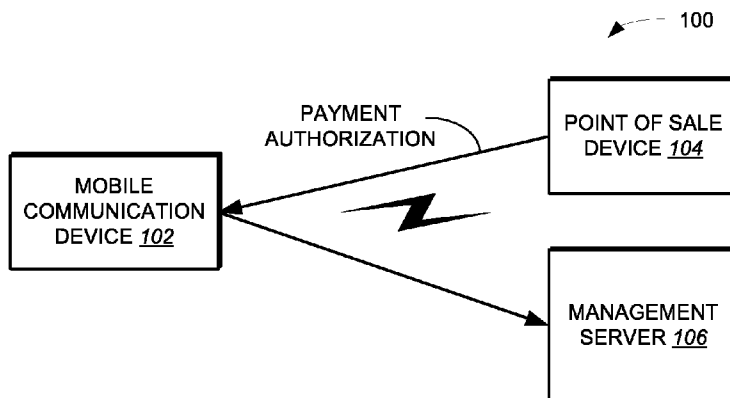 100
PAYMENT
AUTHORIZATION
POINT OF SALE
DEVICE 104
MOBILE
COMMUNICATION
DEVICE 102
MANAGEMENT
SERVER 106